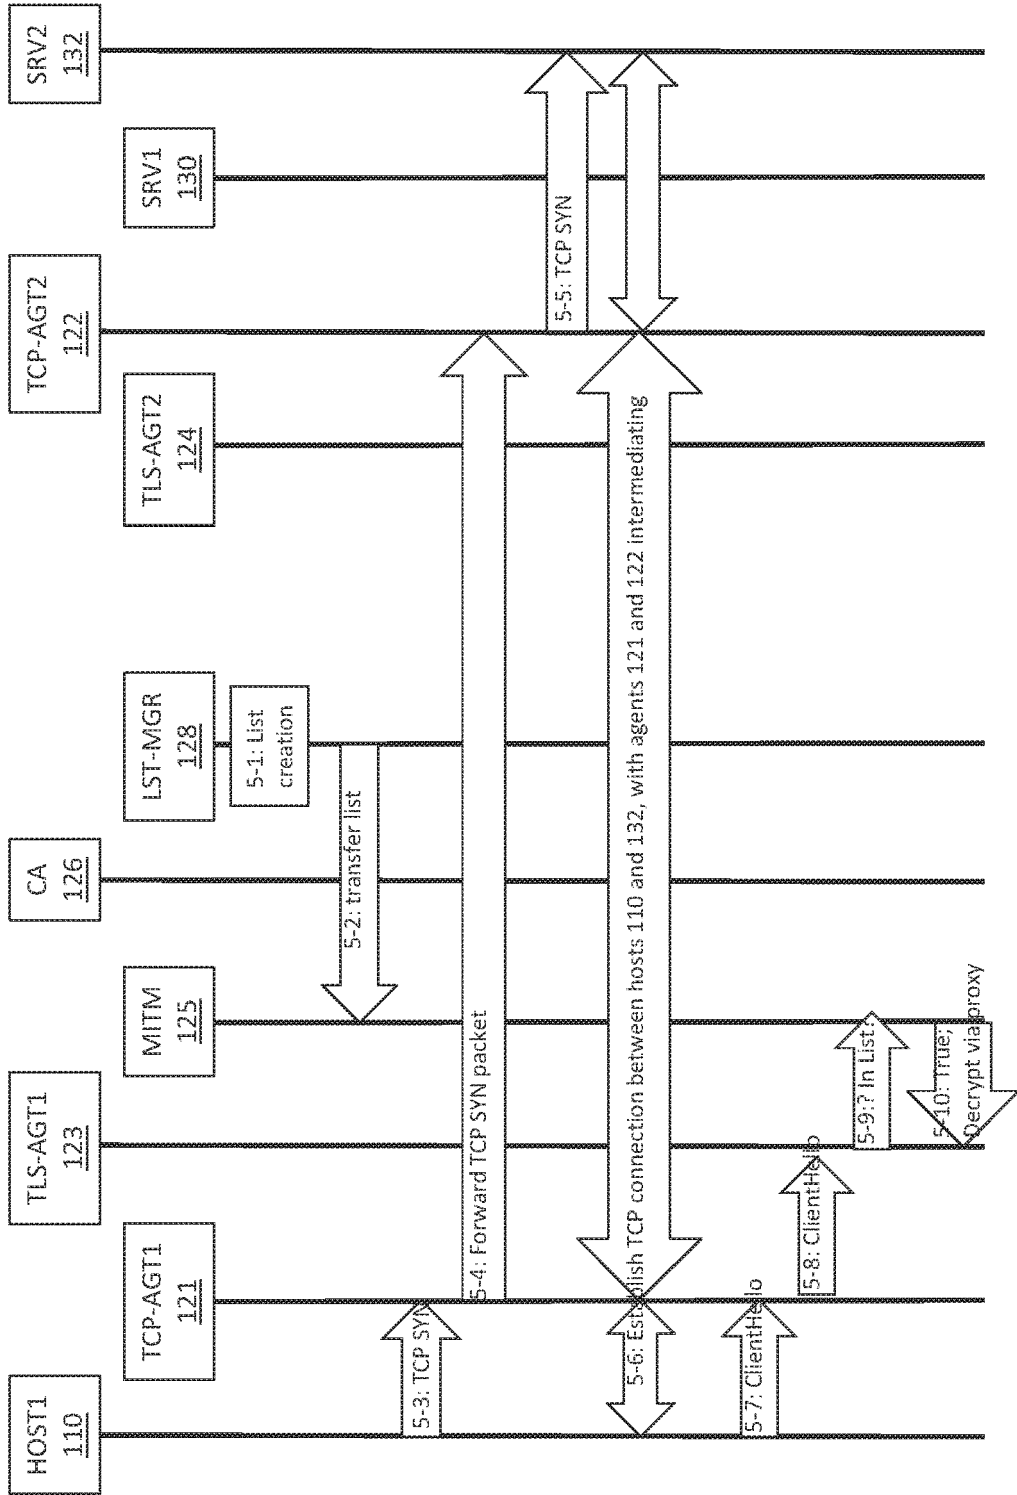 HOST1
110
TCP-AGT1
121
TLS-AGT1
123
MITM
125
CA
126
LST-MGR
128
TLS-AGT2
124
TCP-AGT2
122
SRV1
130
SRV2
132
5-1: List
creation
5-2: transfer list
5-3: TCP SYN
5-4: Forward TCP SYN packet
5-5: TCP SYN
5-6: Establish TCP connection between hosts 110 and 132, with agents 121 and 122 intermediating
5-7: ClientHello
5-8: ClientHello
5-9:? In List?
5-10: True;
Decrypt via proxy